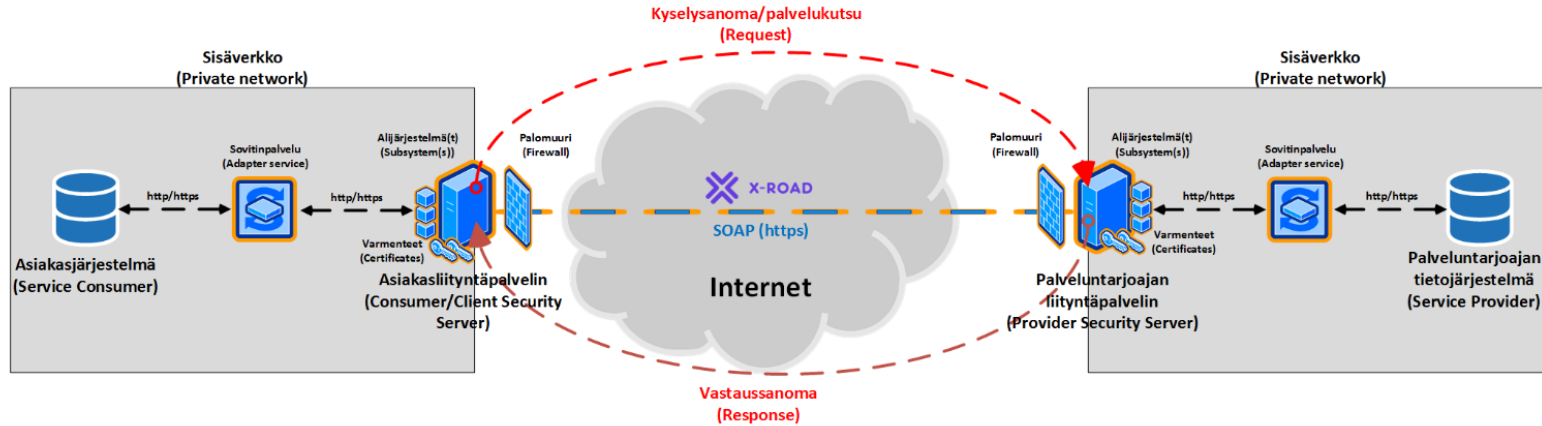 Kyselysanoma/palvelukutsu
(Request)
Sisäverkko
(Private network)
Alijärjestelmä(t)
(Subsystem(s))
Palomuuri
(Firewall)
Sovitinpalvelu
(Adapter service)
http/https
http/https
Varmenteet
(Certificates)
Asiakasjärjestelmä
(Service Consumer)
Asiakasliityntäpalvelin
(Consumer/Client Security
Server)
X-ROAD
SOAP (https)
Internet
Sisäverkko
(Private network)
Palomuuri
(Firewall)
Alijärjestelmä(t)
(Subsystem(s))
Sovitinpalvelu
(Adapter service)
http/https
http/https
Varmenteet
(Certificates)
Palveluntarjoajan
liityntäpalvelin
(Provider Security Server)
Palveluntarjoajan
tietojärjestelmä
(Service Provider)
Vastaussanoma
(Response)